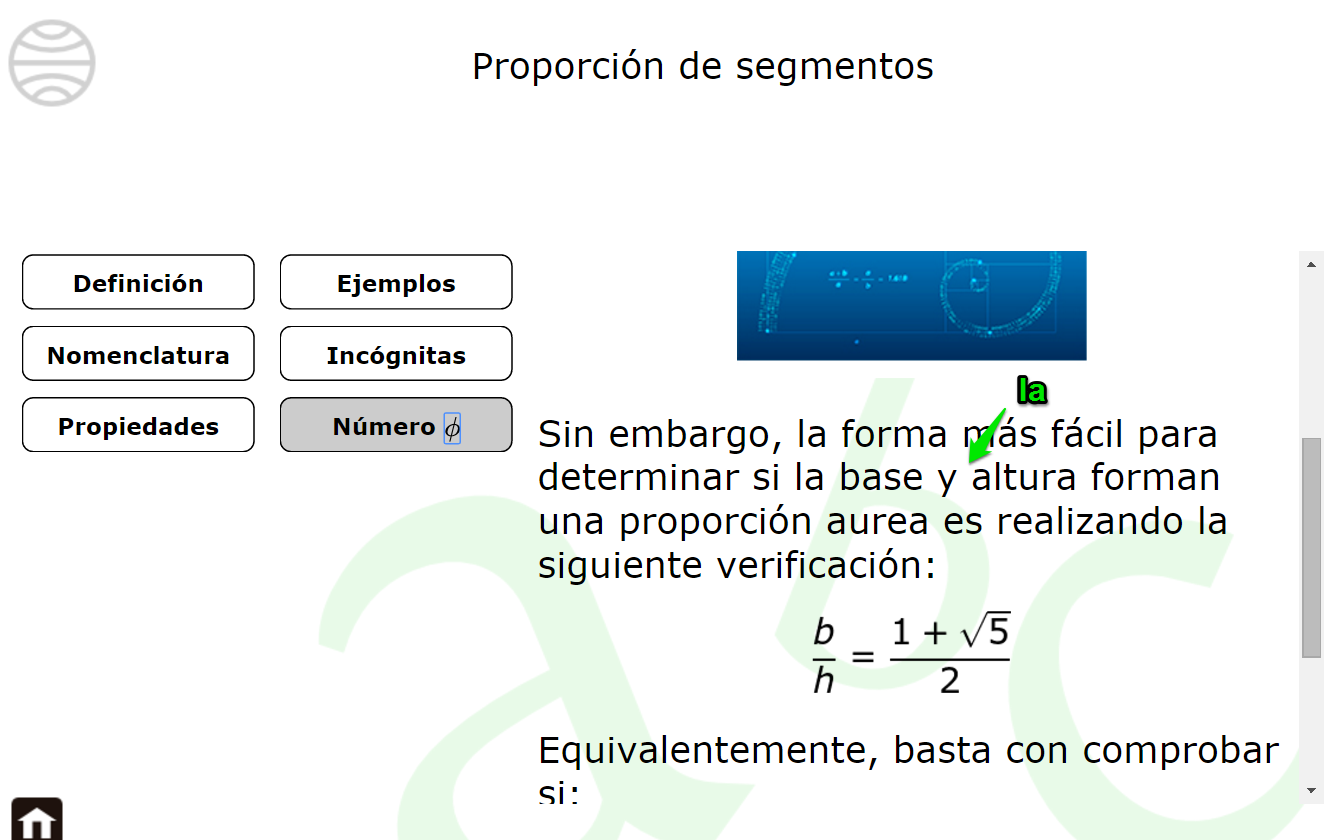 Proporción de segmentos
Definición
Ejemplos
Nomenclatura
Incógnitas
Propiedades
Número ϕ
la
Sin embargo, la forma más fácil para
determinar si la base y altura forman
una proporción aurea es realizando la
siguiente verificación:
b/h = (1 + √5)/2
Equivalentemente, basta con comprobar
si: